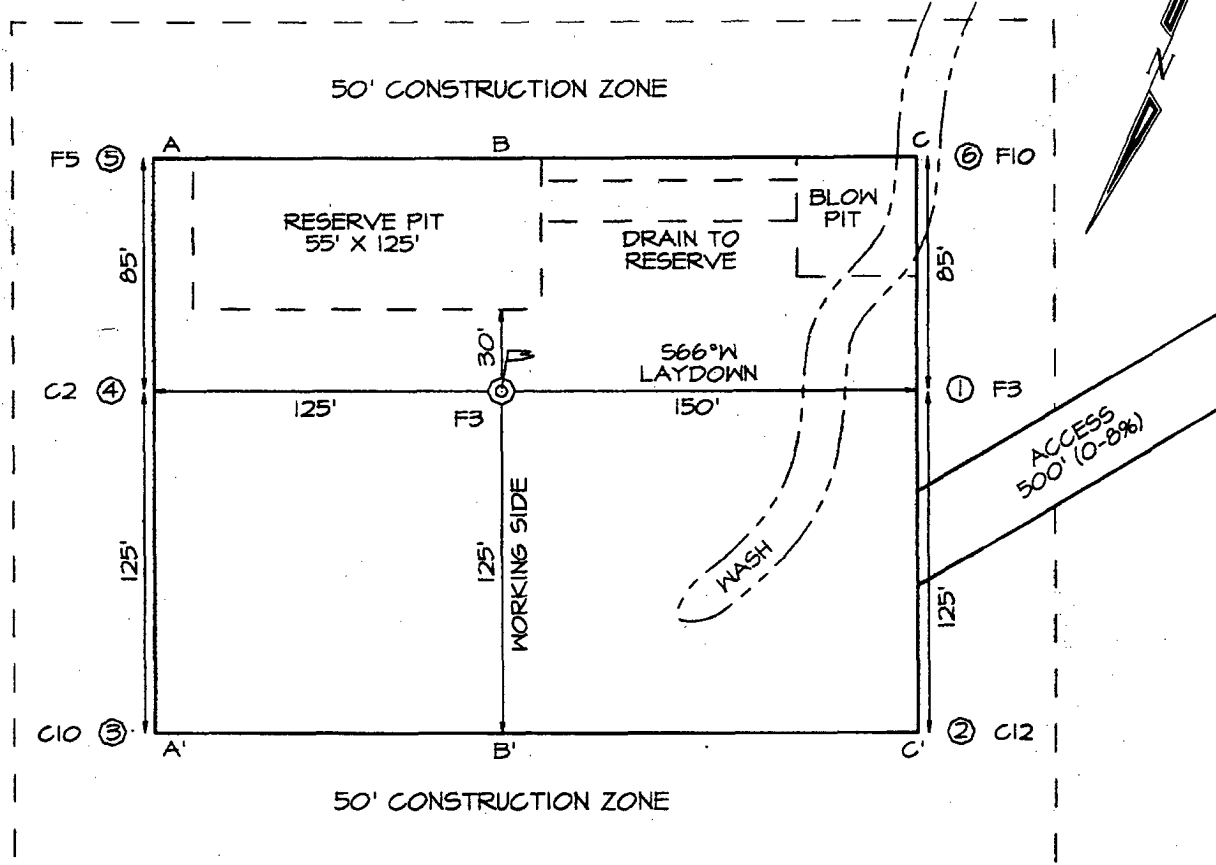 50' CONSTRUCTION ZONE
N
A
B
C
F5 ⑤
⑥ F10
RESERVE PIT
55' X 125'
BLOW
PIT
DRAIN TO
RESERVE
85'
85'
30'
S66°W
LAYDOWN
C2 ④
125'
F3
150'
① F3
ACCESS
500' (0-8%)
125'
125'
WORKING SIDE
WASH
125'
C10 ③
A'
B'
C'
② C12
50' CONSTRUCTION ZONE